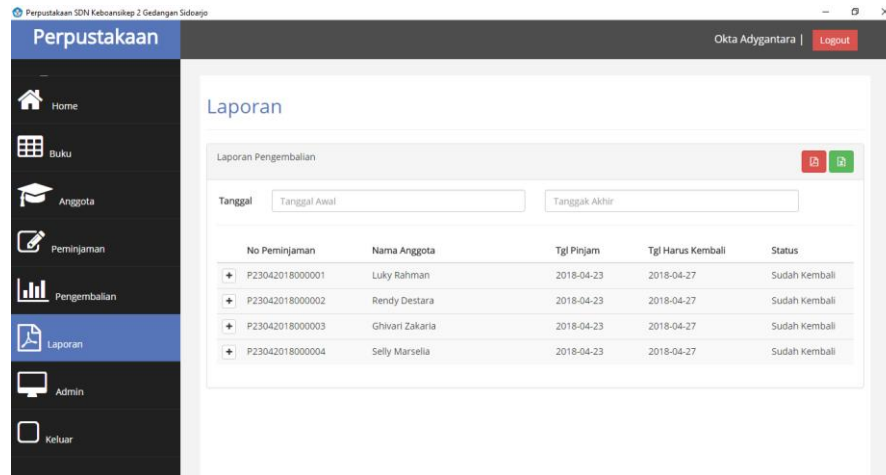 Perpustakaan SDN Keboansikep 2 Gedangan Sidoarjo
Perpustakaan
Okta Adygantara | Logout
Home
Buku
Anggota
Peminjaman
Pengembalian
Laporan
Admin
Keluar
Laporan
Laporan Pengembalian
Tanggal Tanggal Awal Tanggak Akhir
No Peminjaman Nama Anggota Tgl Pinjam Tgl Harus Kembali Status
P23042018000001 Luky Rahman 2018-04-23 2018-04-27 Sudah Kembali
P23042018000002 Rendy Destara 2018-04-23 2018-04-27 Sudah Kembali
P23042018000003 Ghivari Zakaria 2018-04-23 2018-04-27 Sudah Kembali
P23042018000004 Selly Marselia 2018-04-23 2018-04-27 Sudah Kembali